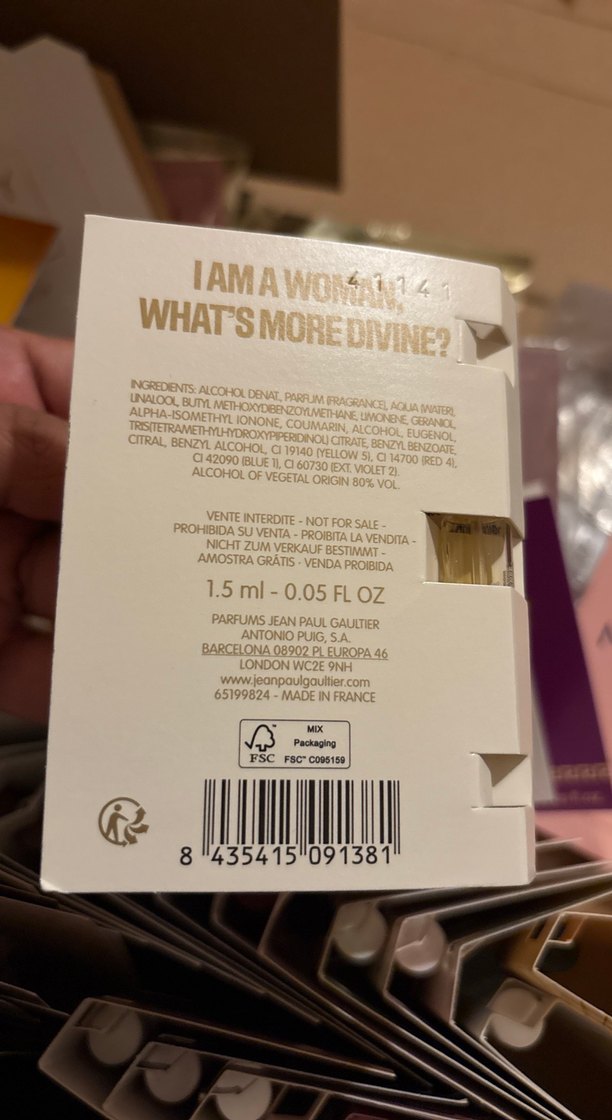 41141
I AM A WOMAN,
WHAT'S MORE DIVINE?
INGREDIENTS: ALCOHOL DENAT., PARFUM (FRAGRANCE), AQUA (WATER),
LINALOOL, BUTYL METHOXYDIBENZOYLMETHANE, LIMONENE, GERANIOL,
ALPHA-ISOMETHYL IONONE, COUMARIN, ALCOHOL, EUGENOL,
TRIS(TETRAMETHYLHYDROXYPIPERIDINOL) CITRATE, BENZYL BENZOATE,
CITRAL, BENZYL ALCOHOL, CI 19140 (YELLOW 5), CI 14700 (RED 4),
CI 42090 (BLUE 1), CI 60730 (EXT. VIOLET 2).
ALCOHOL OF VEGETAL ORIGIN 80% VOL.
VENTE INTERDITE - NOT FOR SALE -
PROHIBIDA SU VENTA - PROIBITA LA VENDITA -
NICHT ZUM VERKAUF BESTIMMT -
AMOSTRA GRÁTIS · VENDA PROIBIDA
1.5 ml - 0.05 FL OZ
PARFUMS JEAN PAUL GAULTIER
ANTONIO PUIG, S.A.
BARCELONA 08902 PL EUROPA 46
LONDON WC2E 9NH
www.jeanpaulgaultier.com
65199824 - MADE IN FRANCE
FSC
MIX
Packaging
FSC™ C095159
8 435415 091381